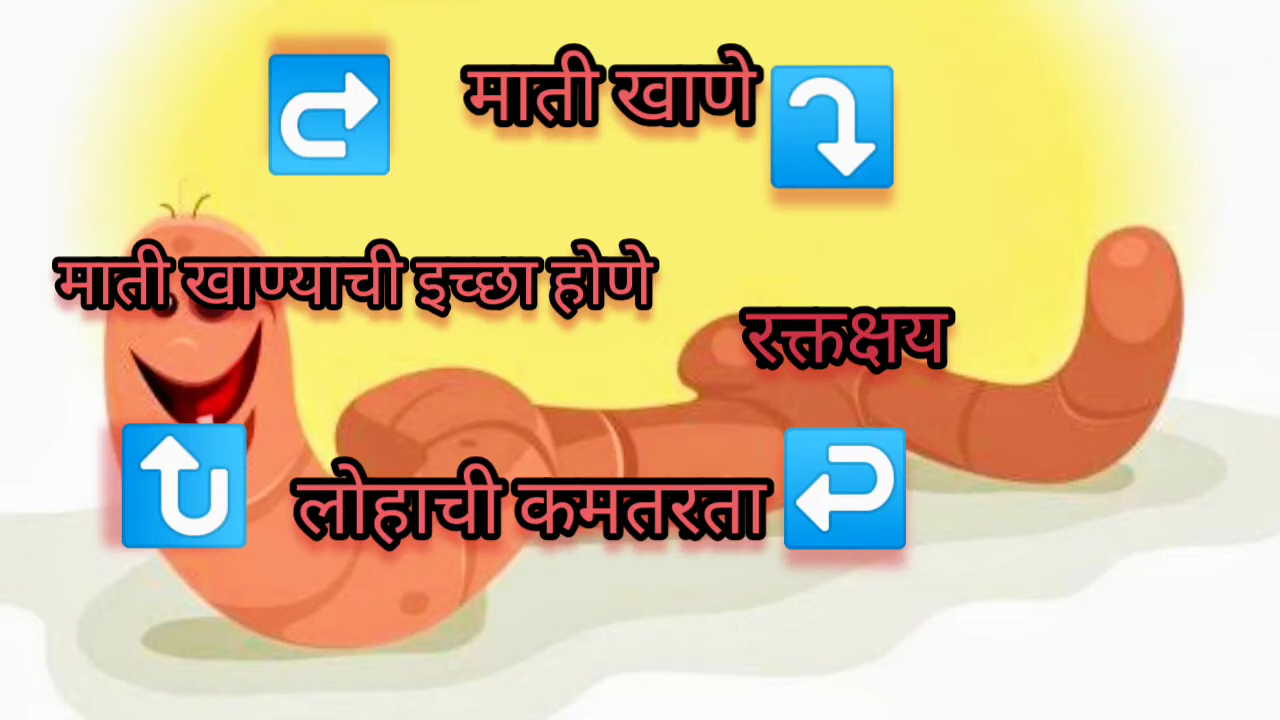 माती खाणे
माती खाण्याची इच्छा होणे
रक्तक्षय
लोहाची कमतरता